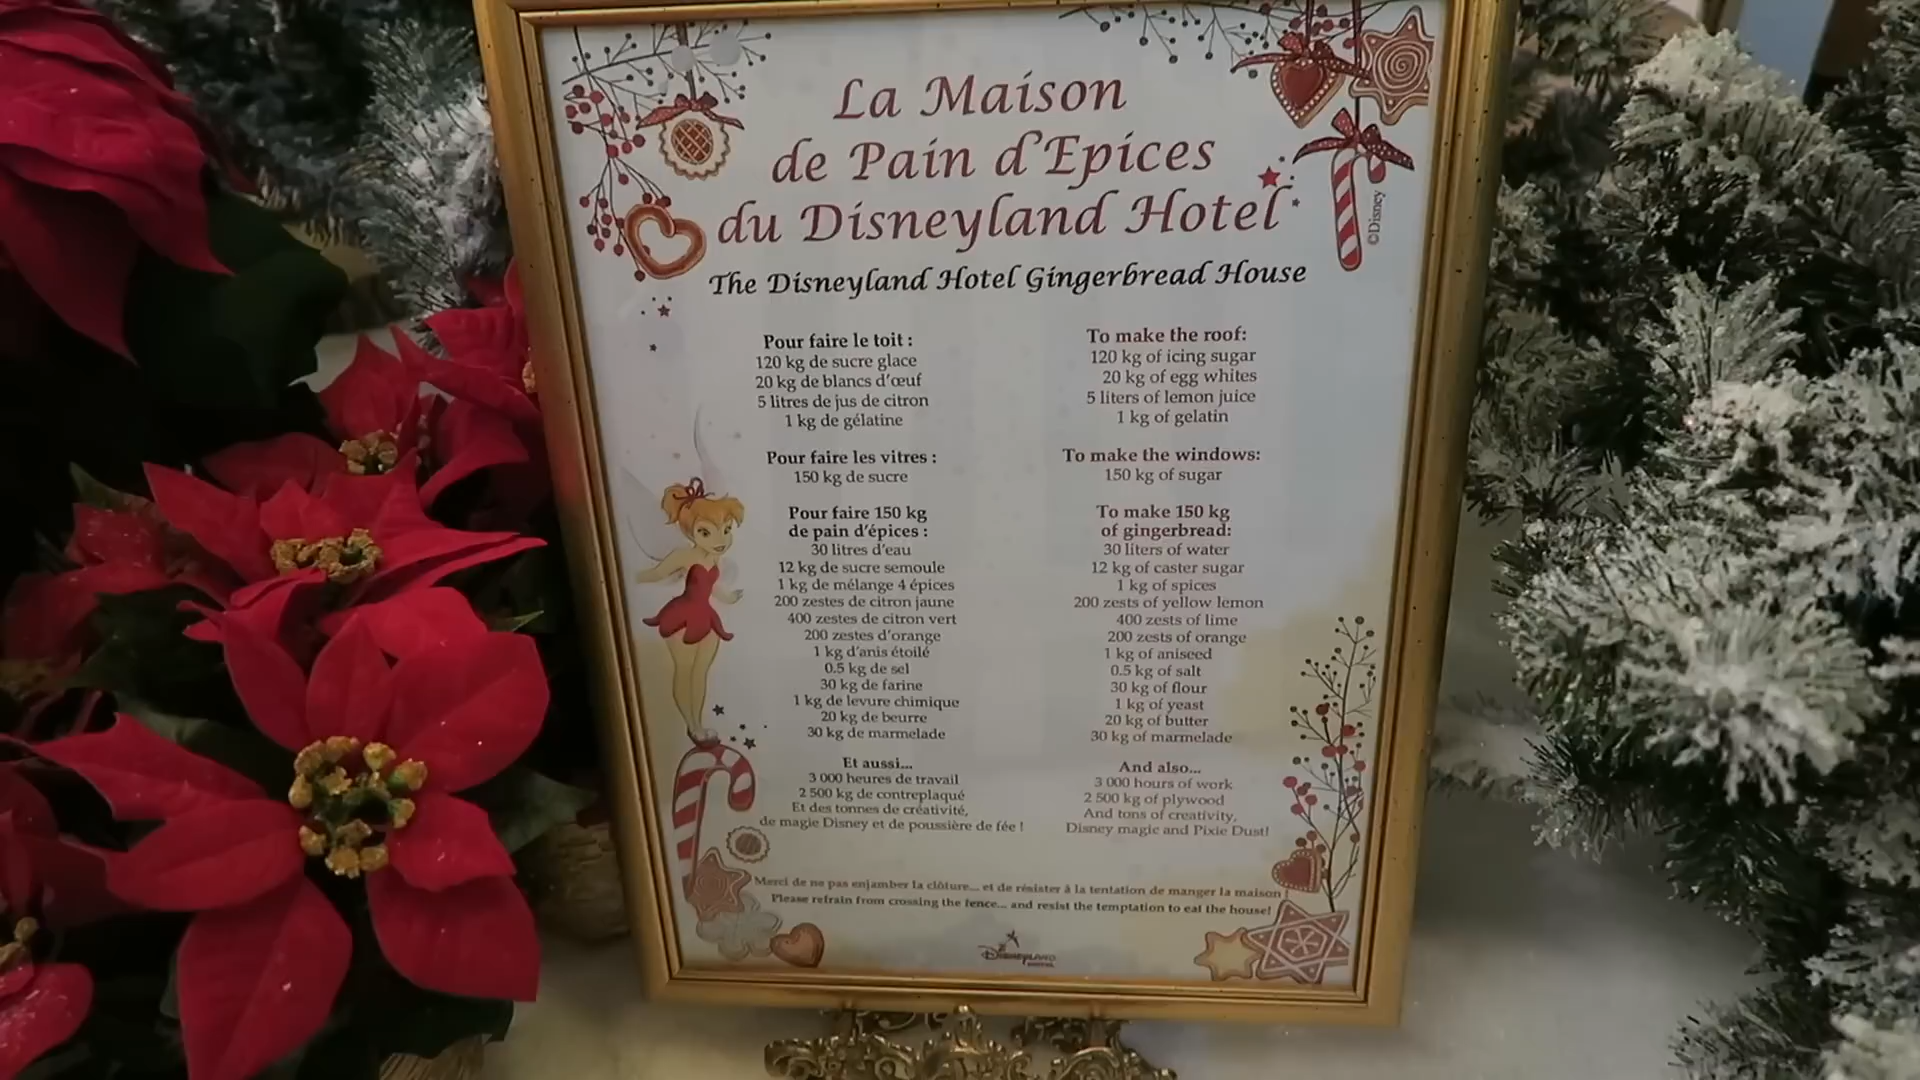 La Maison
de Pain d'Epices
du Disneyland Hotel
©Disney
The Disneyland Hotel Gingerbread House
Pour faire le toit :
120 kg de sucre glace
20 kg de blancs d'œuf
5 litres de jus de citron
1 kg de gélatine
Pour faire les vitres :
150 kg de sucre
Pour faire 150 kg
de pain d'épices :
30 litres d'eau
12 kg de sucre semoule
1 kg de mélange 4 épices
200 zestes de citron jaune
400 zestes de citron vert
200 zestes d'orange
1 kg d'anis étoilé
0.5 kg de sel
30 kg de farine
1 kg de levure chimique
20 kg de beurre
30 kg de marmelade
Et aussi...
3 000 heures de travail
2 500 kg de contreplaqué
Et des tonnes de créativité,
de magie Disney et de poussière de fée !
To make the roof:
120 kg of icing sugar
20 kg of egg whites
5 liters of lemon juice
1 kg of gelatin
To make the windows:
150 kg of sugar
To make 150 kg
of gingerbread:
30 liters of water
12 kg of caster sugar
1 kg of spices
200 zests of yellow lemon
400 zests of lime
200 zests of orange
1 kg of aniseed
0.5 kg of salt
30 kg of flour
1 kg of yeast
20 kg of butter
30 kg of marmelade
And also...
3 000 hours of work
2 500 kg of plywood
And tons of creativity,
Disney magic and Pixie Dust!
Merci de ne pas enjamber la clôture... et de résister à la tentation de manger la maison !
Please refrain from crossing the fence... and resist the temptation to eat the house!
Disneyland
HOTEL